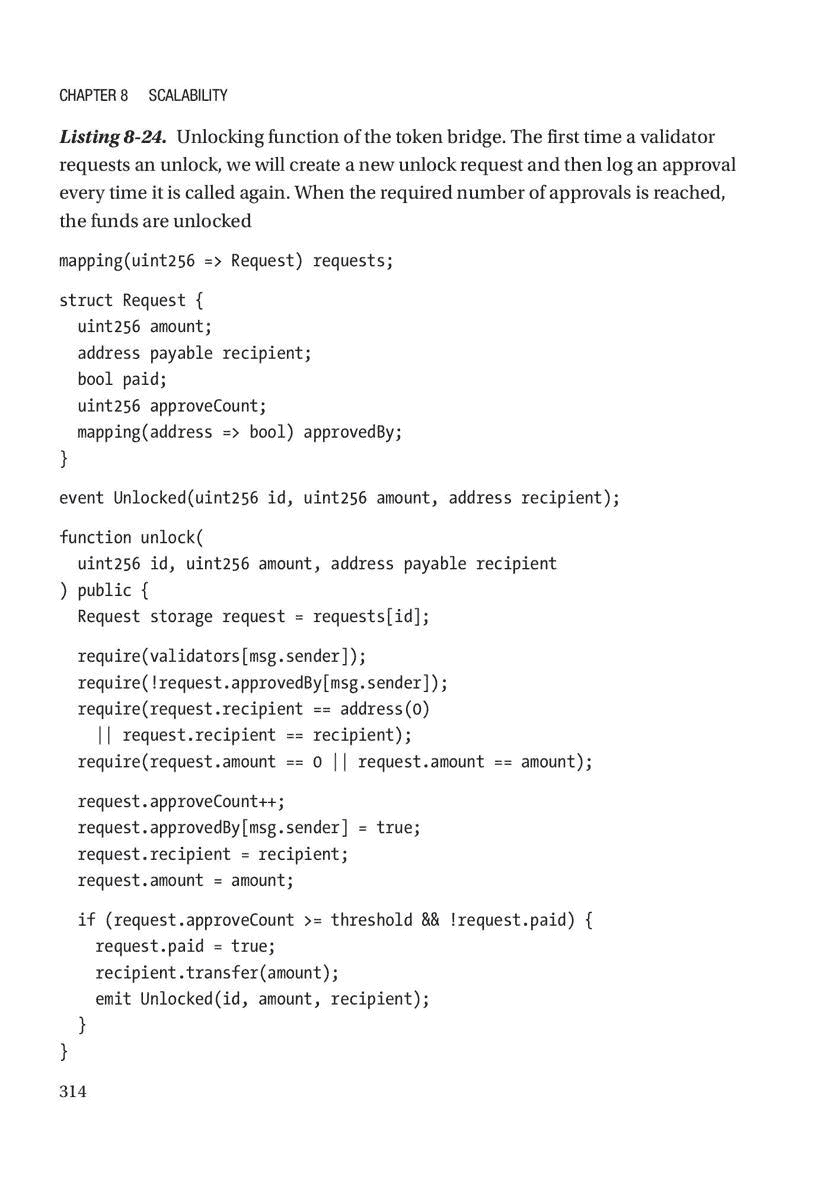 CHAPTER 8 SCALABILITY
Listing 8-24. Unlocking function of the token bridge. The first time a validator
requests an unlock, we will create a new unlock request and then log an approval
every time it is called again. When the required number of approvals is reached,
the funds are unlocked
mapping(uint256 => Request) requests;
struct Request {
  uint256 amount;
  address payable recipient;
  bool paid;
  uint256 approveCount;
  mapping(address => bool) approvedBy;
}
event Unlocked(uint256 id, uint256 amount, address recipient);
function unlock(
  uint256 id, uint256 amount, address payable recipient
) public {
  Request storage request = requests[id];
  require(validators[msg.sender]);
  require(!request.approvedBy[msg.sender]);
  require(request.recipient == address(0)
    || request.recipient == recipient);
  require(request.amount == 0 || request.amount == amount);
  request.approveCount++;
  request.approvedBy[msg.sender] = true;
  request.recipient = recipient;
  request.amount = amount;
  if (request.approveCount >= threshold && !request.paid) {
    request.paid = true;
    recipient.transfer(amount);
    emit Unlocked(id, amount, recipient);
  }
}
314